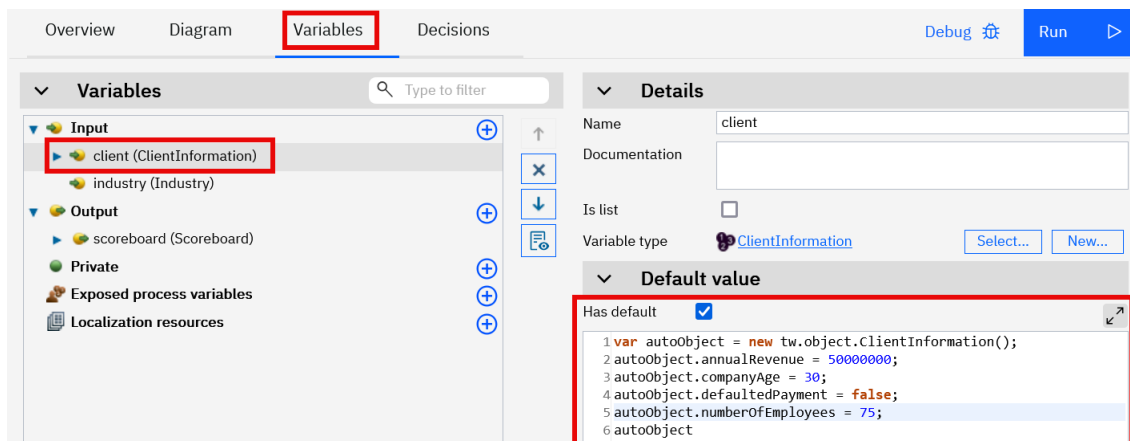 Overview Diagram Variables Decisions Debug Run
Variables Type to filter
Input
client (ClientInformation)
industry (Industry)
Output
scoreboard (Scoreboard)
Private
Exposed process variables
Localization resources
Details
Name client
Documentation
Is list
Variable type ClientInformation Select... New...
Default value
Has default
1 var autoObject = new tw.object.ClientInformation();
2 autoObject.annualRevenue = 50000000;
3 autoObject.companyAge = 30;
4 autoObject.defaultedPayment = false;
5 autoObject.numberOfEmployees = 75;
6 autoObject